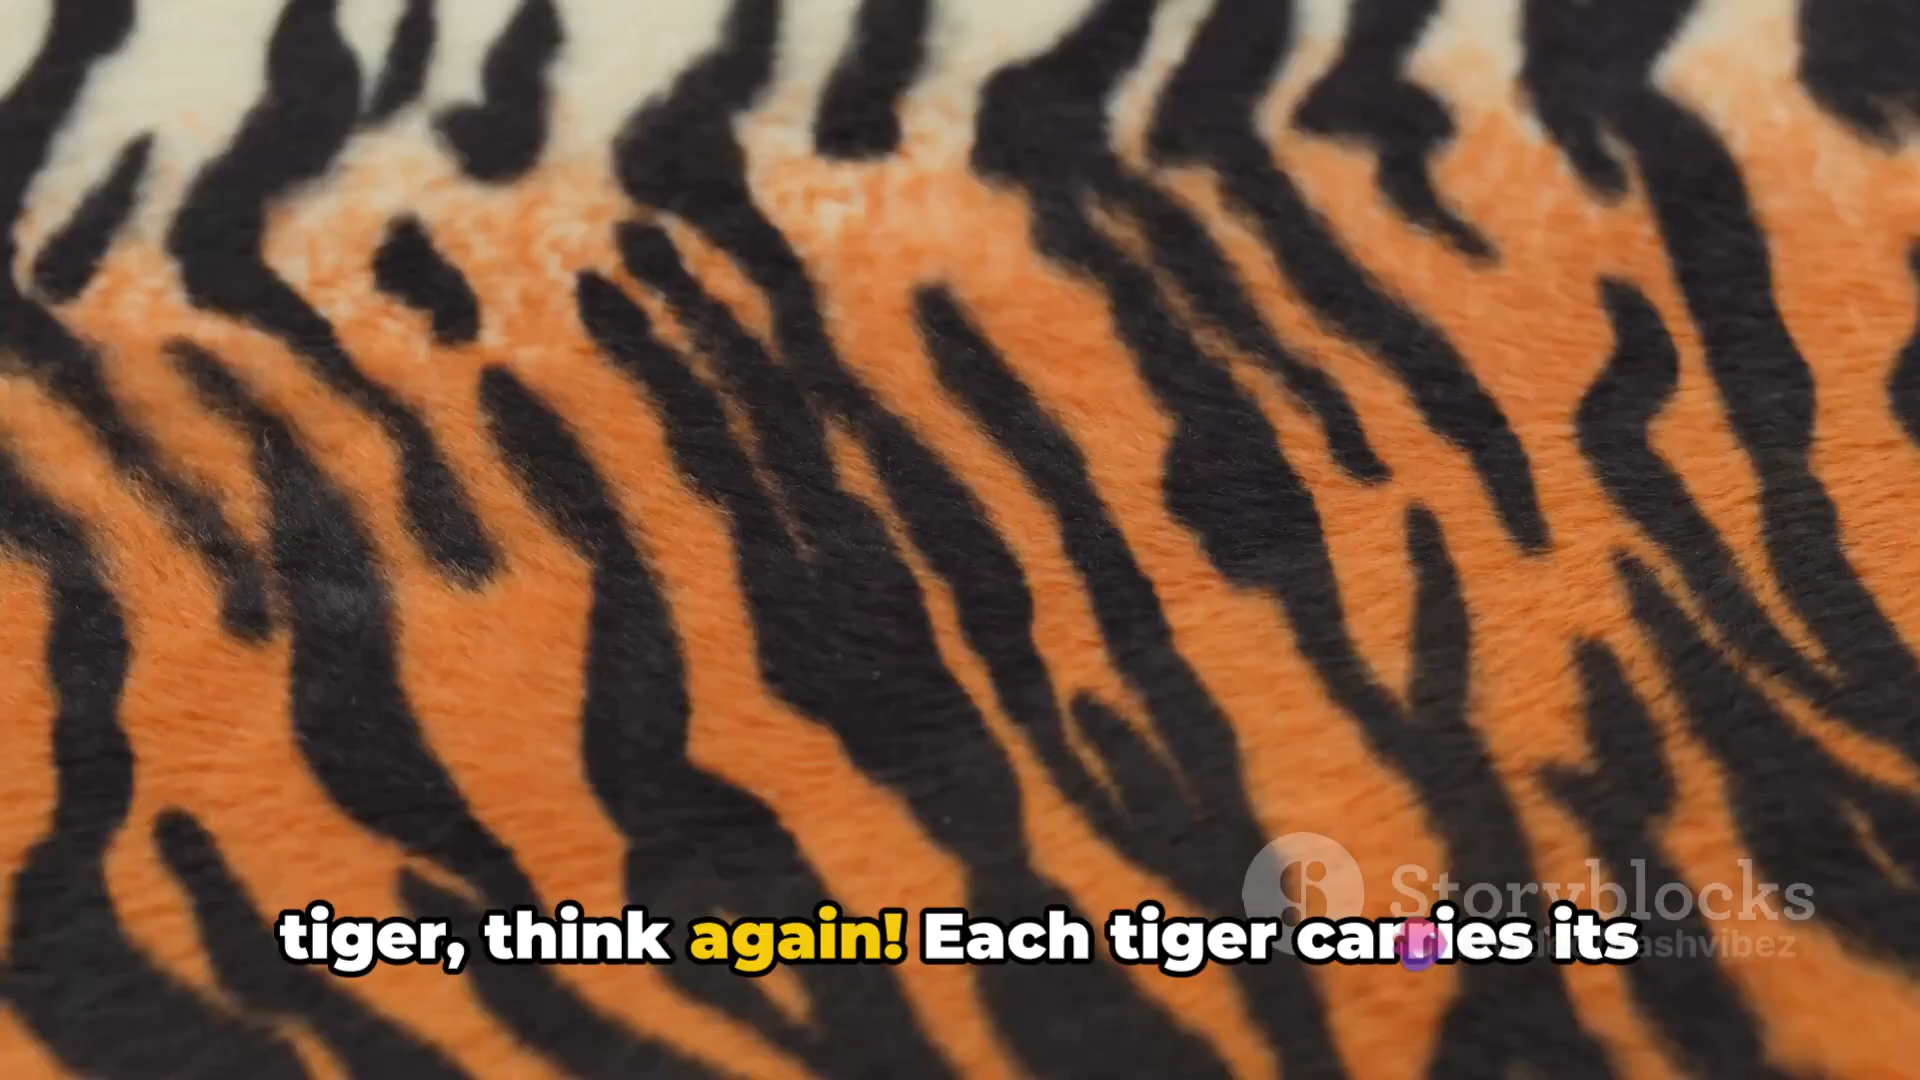 Storyblocks
tiger, think again! Each tiger carries its